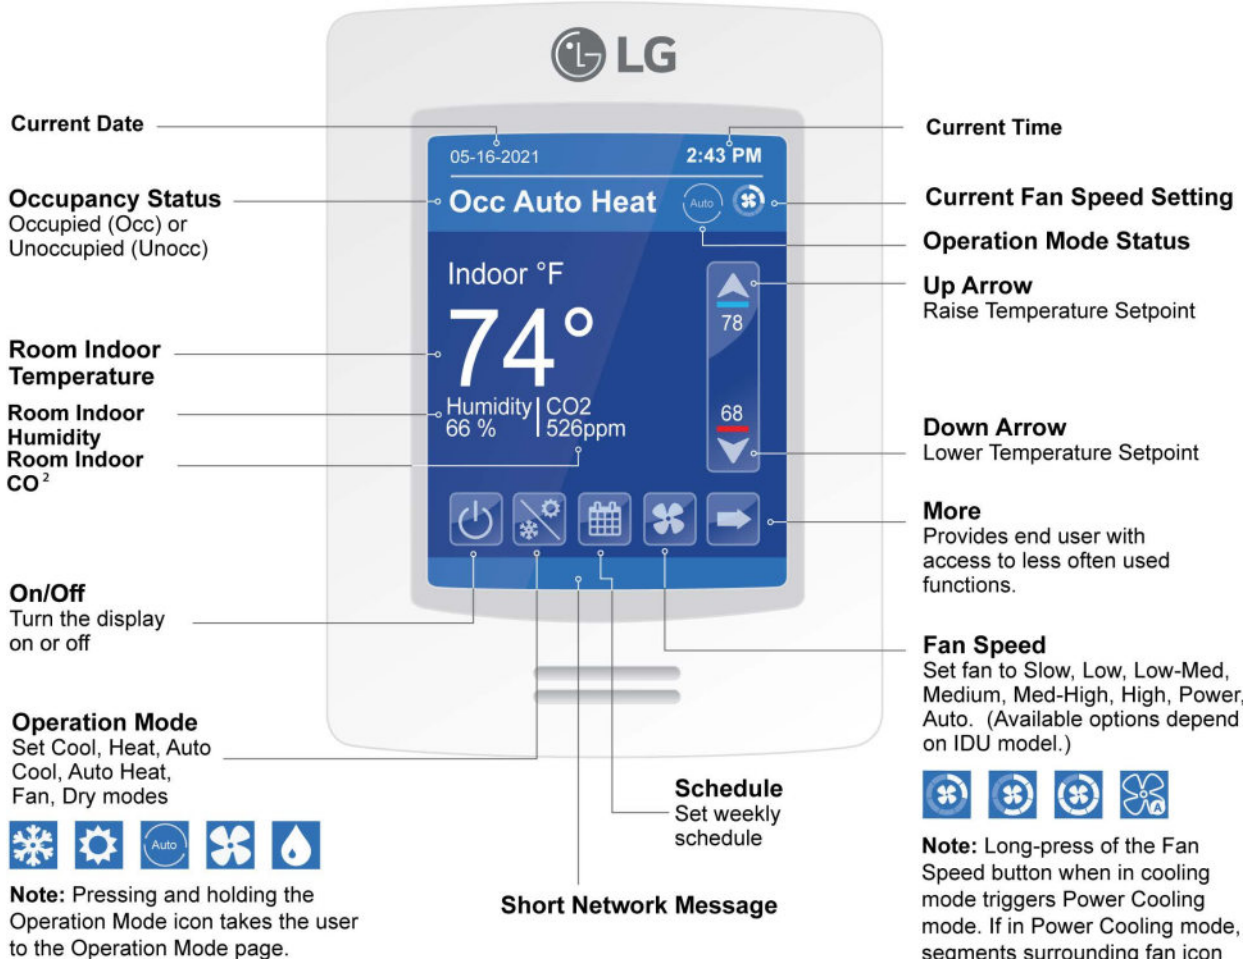 LG
Current Date
Current Time
05-16-2021
2:43 PM
Occupancy Status
Occupied (Occ) or
Unoccupied (Unocc)
Occ Auto Heat
Auto
Current Fan Speed Setting
Operation Mode Status
Up Arrow
Raise Temperature Setpoint
Indoor °F
74°
78
Room Indoor
Temperature
Room Indoor
Humidity
Room Indoor
CO²
Humidity
66 %
CO2
526ppm
68
Down Arrow
Lower Temperature Setpoint
More
Provides end user with
access to less often used
functions.
On/Off
Turn the display
on or off
Fan Speed
Set fan to Slow, Low, Low-Med,
Medium, Med-High, High, Power,
Auto. (Available options depend
on IDU model.)
A
Operation Mode
Set Cool, Heat, Auto
Cool, Auto Heat,
Fan, Dry modes
Auto
Schedule
Set weekly
schedule
Note: Pressing and holding the
Operation Mode icon takes the user
to the Operation Mode page.
Short Network Message
Note: Long-press of the Fan
Speed button when in cooling
mode triggers Power Cooling
mode. If in Power Cooling mode,
segments surrounding fan icon